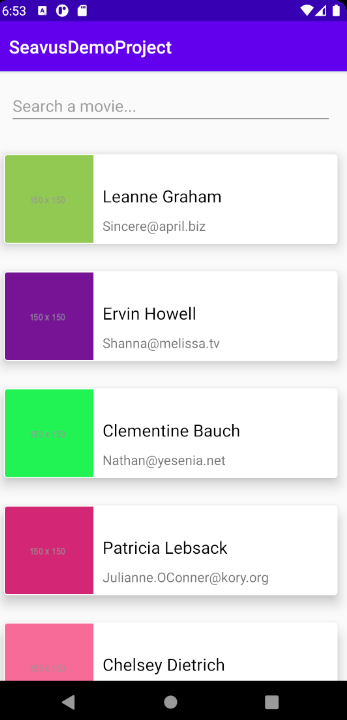 6:53
SeavusDemoProject
Search a movie...
150 x 150
Leanne Graham
Sincere@april.biz
150 x 150
Ervin Howell
Shanna@melissa.tv
150 x 150
Clementine Bauch
Nathan@yesenia.net
150 x 150
Patricia Lebsack
Julianne.OConner@kory.org
150 x 150
Chelsey Dietrich